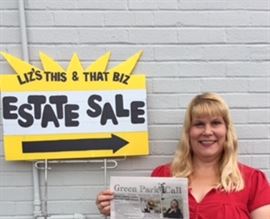 LIZ'S THIS & THAT BIZ
ESTATE SALE
Green Park Call